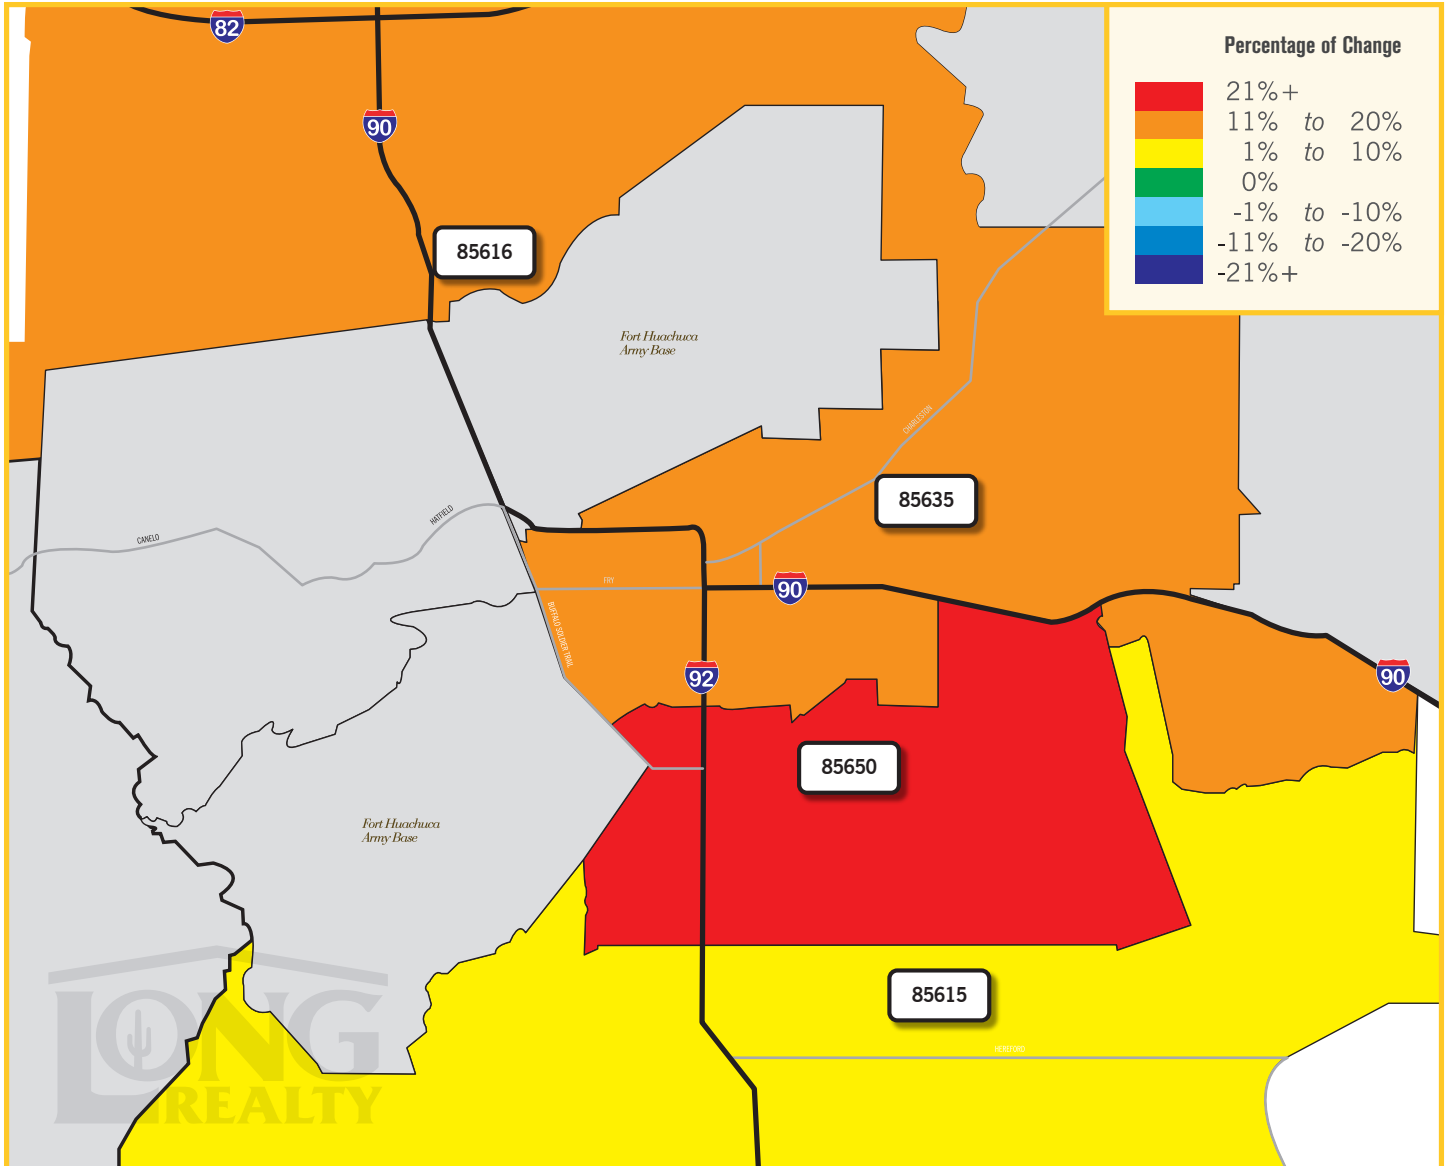 82
Percentage of Change
21%+
11% to 20%
1% to 10%
0%
-1% to -10%
-11% to -20%
-21%+
90
85616
Fort Huachuca
Army Base
CHARLESTON
85635
HATFIELD
CANELO
FRY
90
BUFFALO SOLDIER TRAIL
92
90
85650
Fort Huachuca
Army Base
85615
HEREFORD
LONG
REALTY